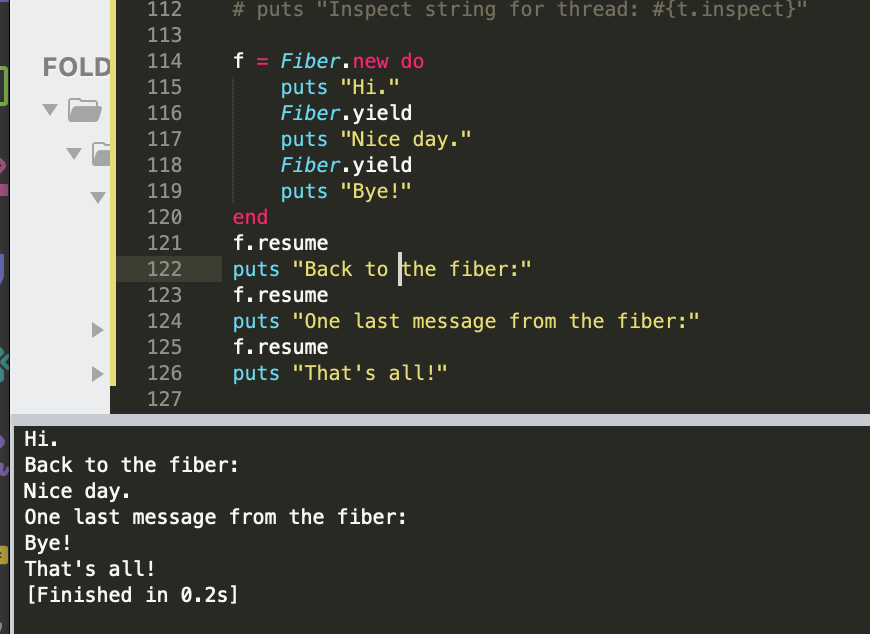 112 # puts "Inspect string for thread: #{t.inspect}"
113
FOLD
114 f = Fiber.new do
115 puts "Hi."
116 Fiber.yield
117 puts "Nice day."
118 Fiber.yield
119 puts "Bye!"
120 end
121 f.resume
122 puts "Back to the fiber:"
123 f.resume
124 puts "One last message from the fiber:"
125 f.resume
126 puts "That's all!"
127
Hi.
Back to the fiber:
Nice day.
One last message from the fiber:
Bye!
That's all!
[Finished in 0.2s]